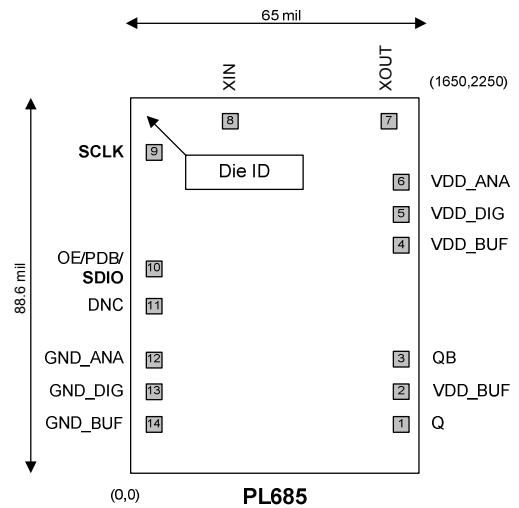 65 mil
XIN
XOUT
(1650,2250)
8
7
SCLK
9
Die ID
6
VDD_ANA
5
VDD_DIG
OE/PDB/
SDIO
10
4
VDD_BUF
88.6 mil
DNC
11
GND_ANA
12
3
QB
GND_DIG
13
2
VDD_BUF
GND_BUF
14
1
Q
(0,0)
PL685